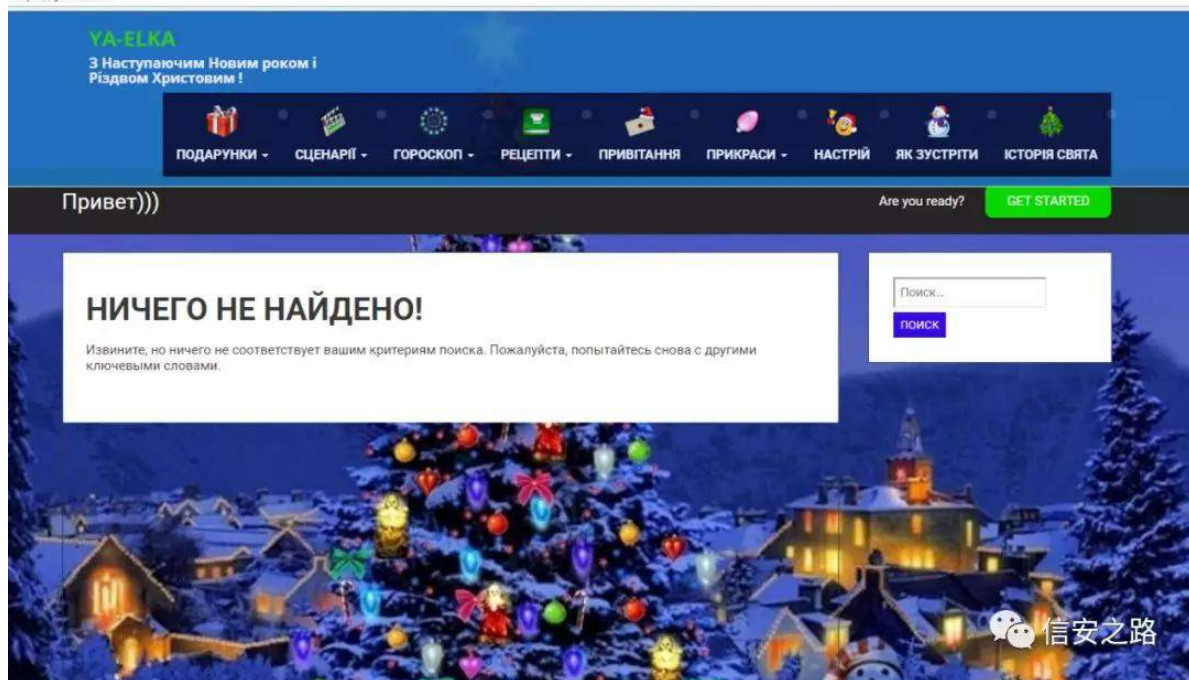 YA-ELKA
З Наступаючим Новим роком і
Різдвом Христовим !
ПОДАРУНКИ
СЦЕНАРІЇ
ГОРОСКОП
РЕЦЕПТИ
ПРИВІТАННЯ
ПРИКРАСИ
НАСТРІЙ
ЯК ЗУСТРІТИ
ІСТОРІЯ СВЯТА
Привет)))
Are you ready?
GET STARTED
НИЧЕГО НЕ НАЙДЕНО!
Извините, но ничего не соответствует вашим критериям поиска. Пожалуйста, попытайтесь снова с другими
ключевыми словами.
Поиск...
ПОИСК
信安之路